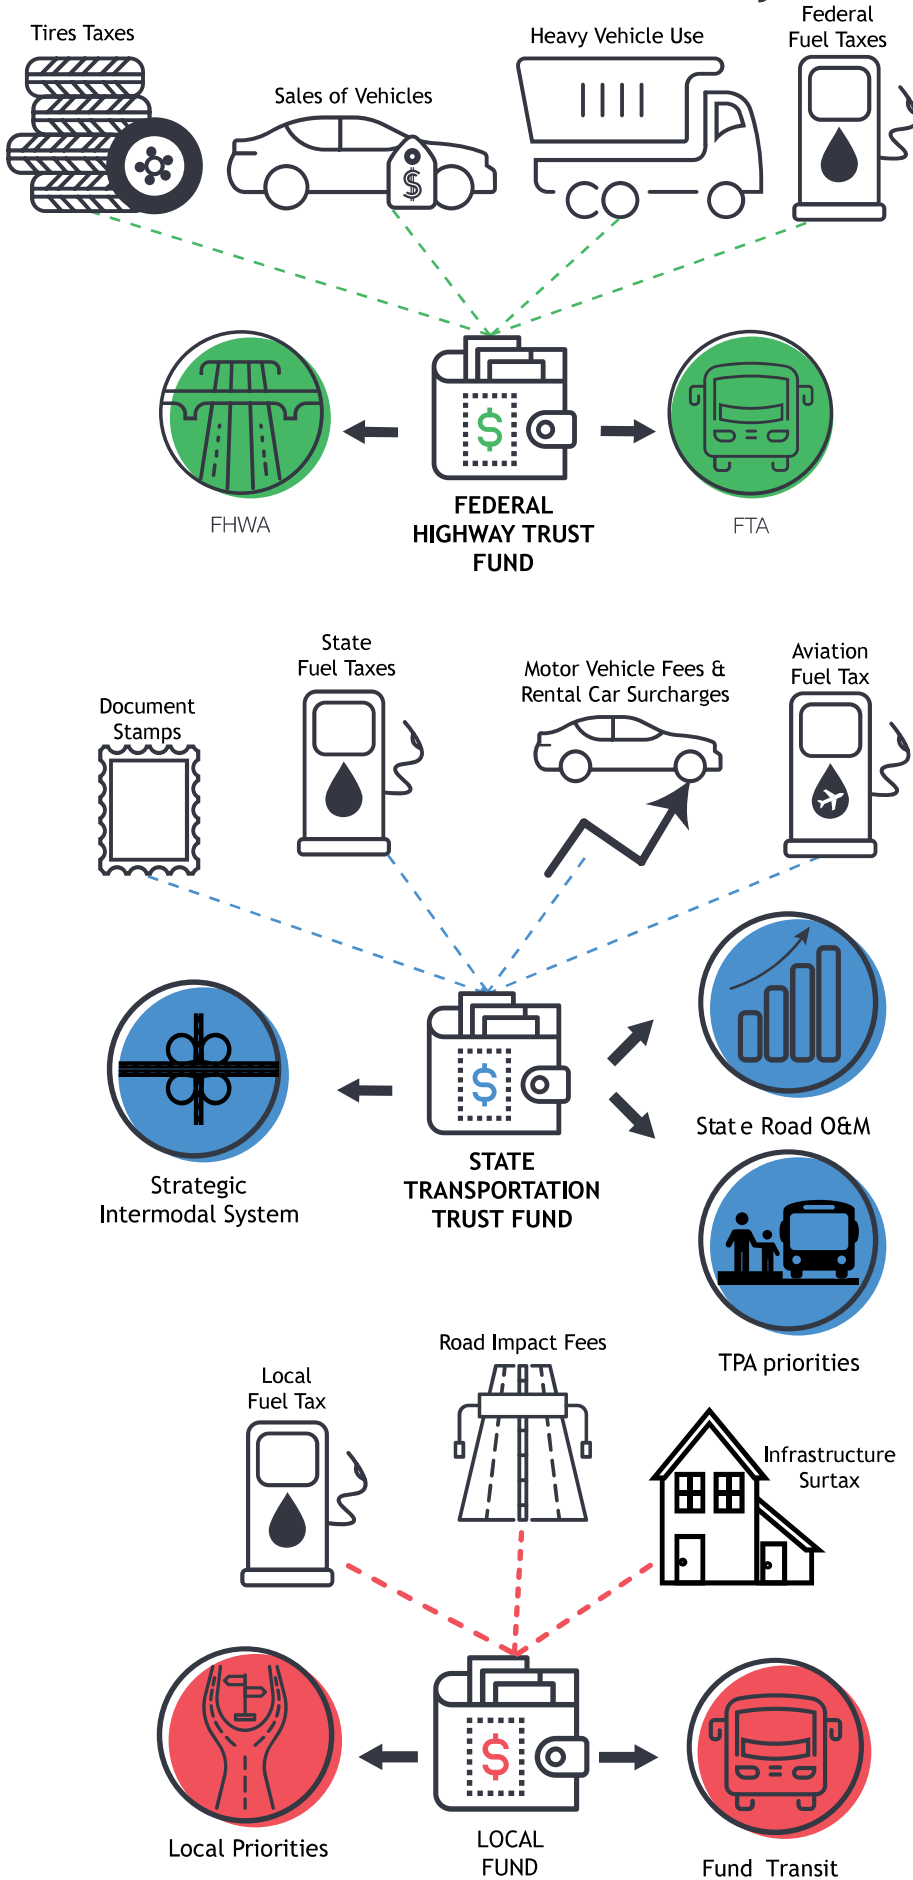 Tires Taxes
Sales of Vehicles
Heavy Vehicle Use
Federal
Fuel Taxes
$
$
FHWA
FEDERAL
HIGHWAY TRUST
FUND
FTA
Document
Stamps
State
Fuel Taxes
Motor Vehicle Fees &
Rental Car Surcharges
Aviation
Fuel Tax
$
Strategic
Intermodal System
STATE
TRANSPORTATION
TRUST FUND
State Road O&M
TPA priorities
Local
Fuel Tax
Road Impact Fees
Infrastructure
Surtax
$
Local Priorities
LOCAL
FUND
Fund Transit